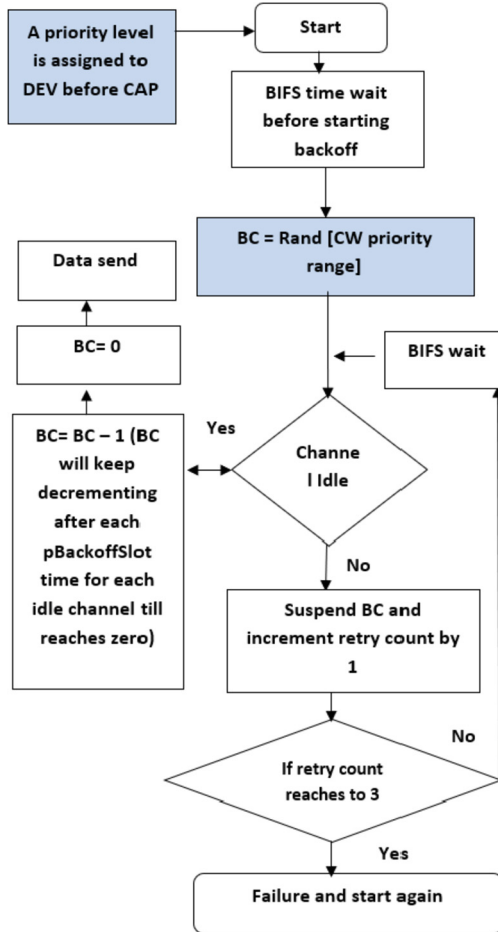 A priority level
is assigned to
DEV before CAP
Start
BIFS time wait
before starting
backoff
BC = Rand [CW priority
range]
Data send
BC= 0
BIFS wait
BC= BC – 1 (BC
will keep
decrementing
after each
pBackoffSlot
time for each
idle channel till
reaches zero)
Yes
Channe
l Idle
No
Suspend BC and
increment retry count by
1
No
If retry count
reaches to 3
Yes
Failure and start again